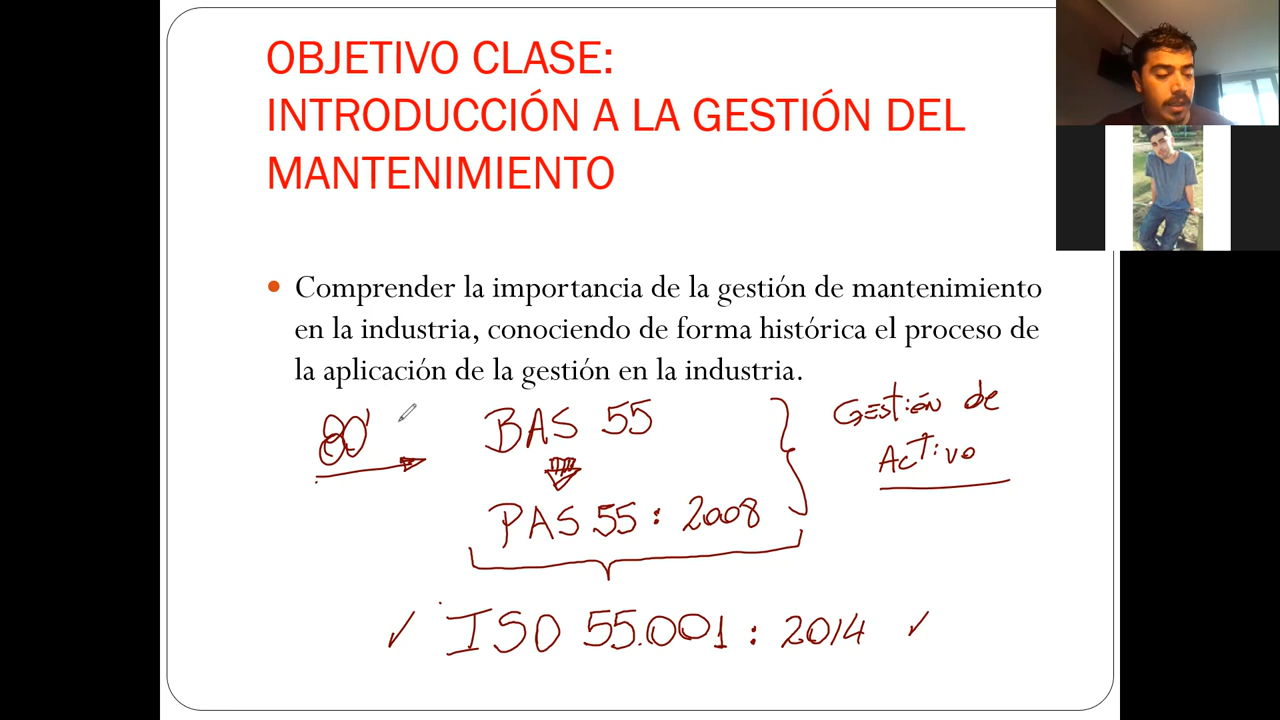 OBJETIVO CLASE:
INTRODUCCIÓN A LA GESTIÓN DEL
MANTENIMIENTO
• Comprender la importancia de la gestión de mantenimiento
en la industria, conociendo de forma histórica el proceso de
la aplicación de la gestión en la industria.
80'
BAS 55
PAS 55 : 2008
Gestión de
Activo
✓ ISO 55.001 : 2014 ✓